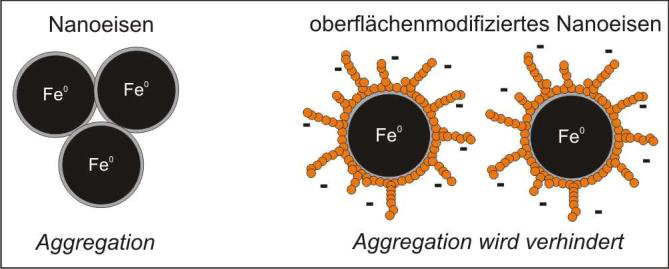 Nanoeisen
oberflächenmodifiziertes Nanoeisen
Fe⁰
Fe⁰
Fe⁰
Fe⁰
Fe⁰
Aggregation
Aggregation wird verhindert